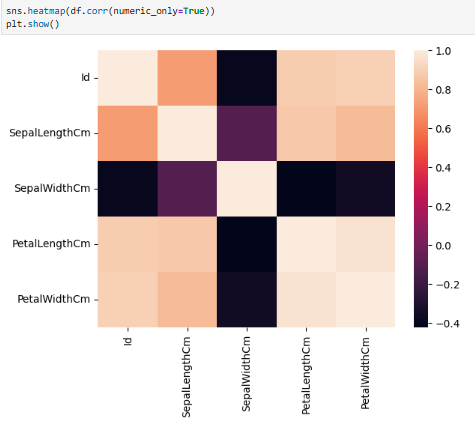 sns.heatmap(df.corr(numeric_only=True))
plt.show()
Id
SepalLengthCm
SepalWidthCm
PetalLengthCm
PetalWidthCm
Id
SepalLengthCm
SepalWidthCm
PetalLengthCm
PetalWidthCm
1.0
0.8
0.6
0.4
0.2
0.0
−0.2
−0.4